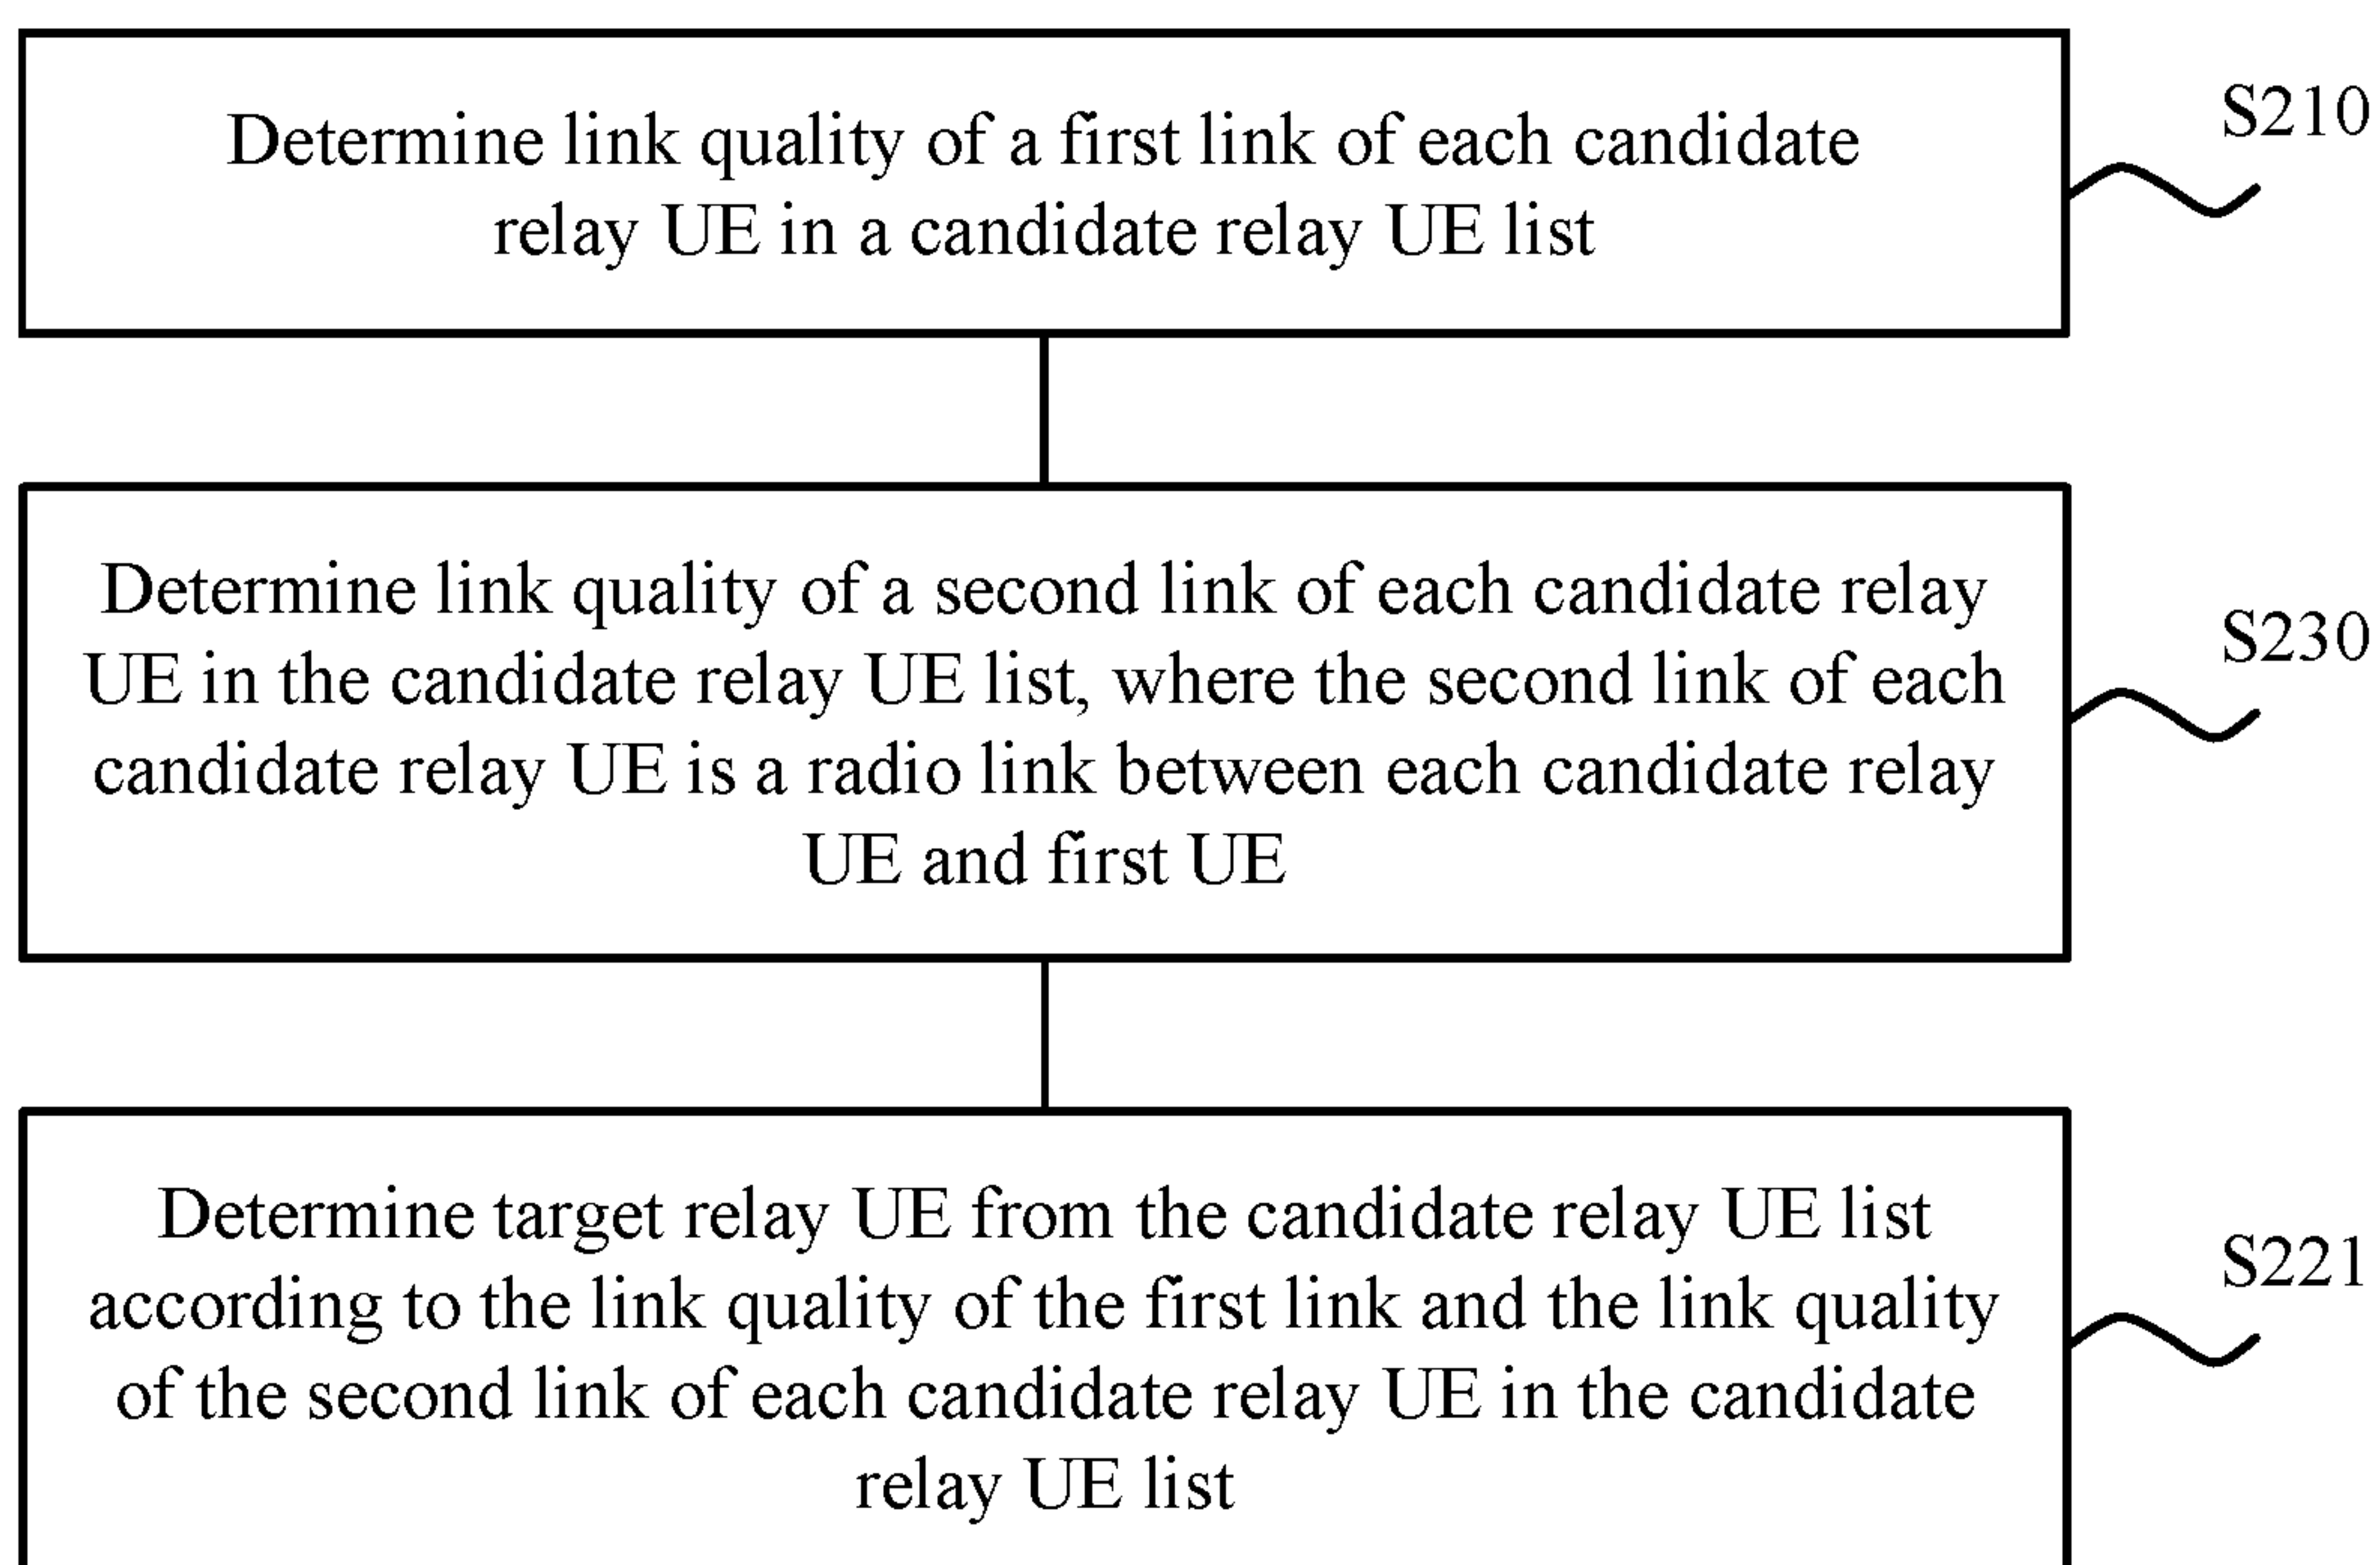 Determine link quality of a first link of each candidate
relay UE in a candidate relay UE list
S210
Determine link quality of a second link of each candidate relay
UE in the candidate relay UE list, where the second link of each
candidate relay UE is a radio link between each candidate relay
UE and first UE
S230
Determine target relay UE from the candidate relay UE list
according to the link quality of the first link and the link quality
of the second link of each candidate relay UE in the candidate
relay UE list
S221